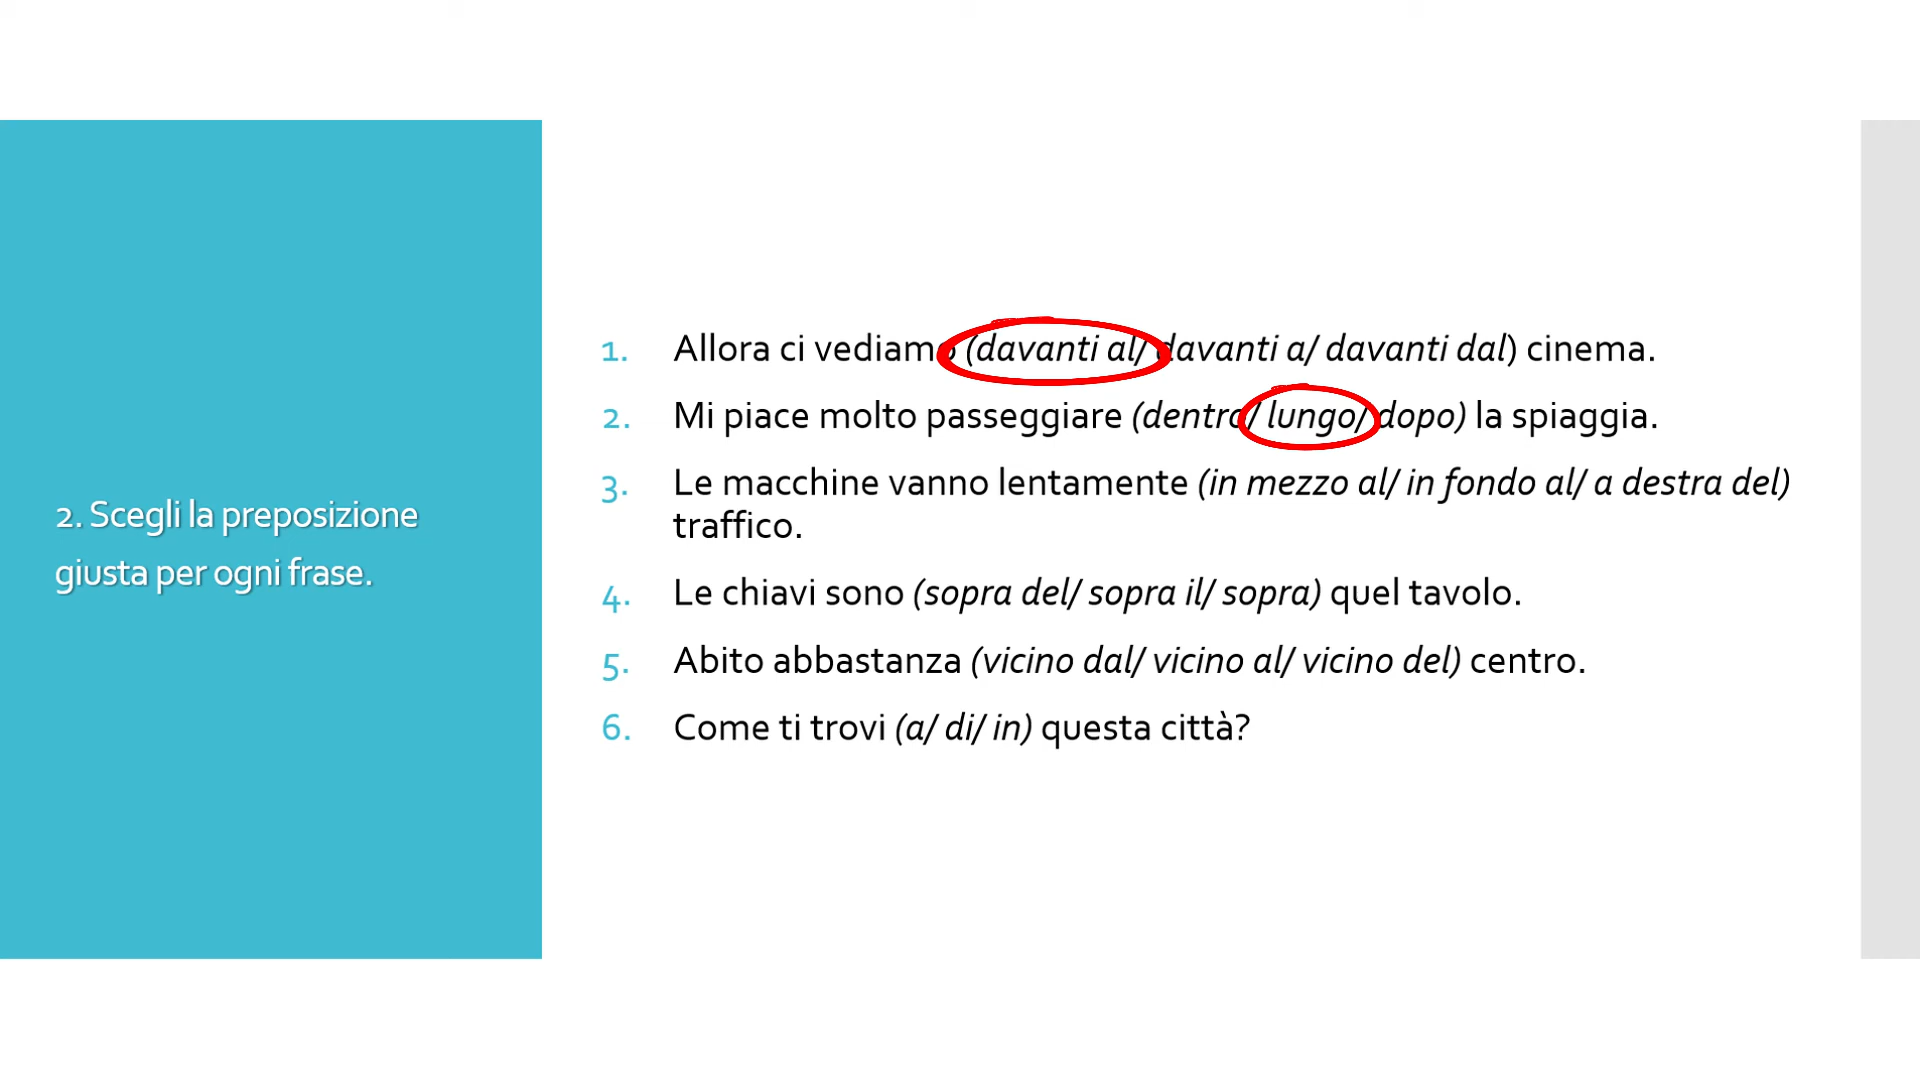 2. Scegli la preposizione
giusta per ogni frase.
1. Allora ci vediamo (davanti al/ davanti a/ davanti dal) cinema.
2. Mi piace molto passeggiare (dentro/ lungo/ dopo) la spiaggia.
3. Le macchine vanno lentamente (in mezzo al/ in fondo al/ a destra del)
traffico.
4. Le chiavi sono (sopra del/ sopra il/ sopra) quel tavolo.
5. Abito abbastanza (vicino dal/ vicino al/ vicino del) centro.
6. Come ti trovi (a/ di/ in) questa città?